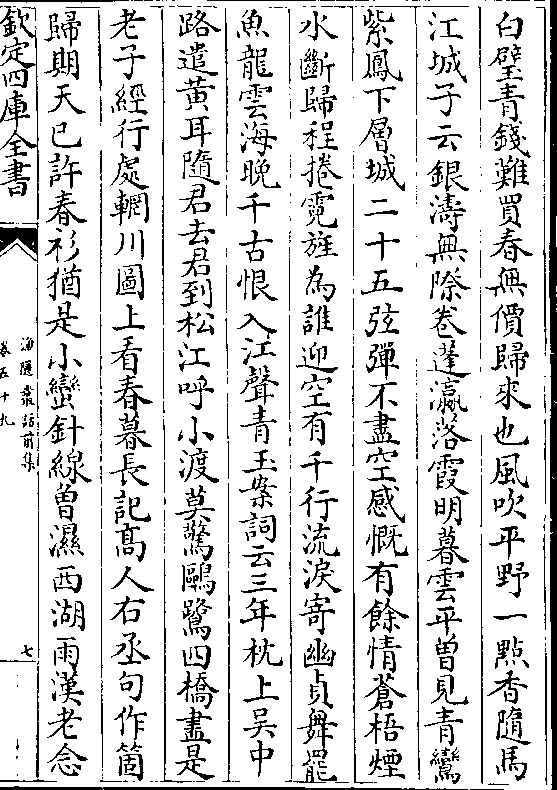 白璧青錢難買春無價歸來也風吹平野一點香隨馬
江城子云銀濤無際卷蓬瀛落霞明暮雲平曽見青鸞
紫鳳下層城二十五弦彈不盡空感慨有餘情蒼梧煙
水斷歸程捲霓旌為誰迎空有千行流淚寄幽貞舞罷
魚龍雲海晚千古恨入江聲青玉案詞云三年枕上吳中
路遣黃耳隨君去君到松江呼小渡莫驚鷗鷺四橋盡是
老子經行處輞川圖上看春暮長記髙人右丞句作箇
歸期天已許春衫猶是小蠻針線曽濕西湖雨漢老念
欽定四庫全書
漁隱叢話前集
卷五十九
七